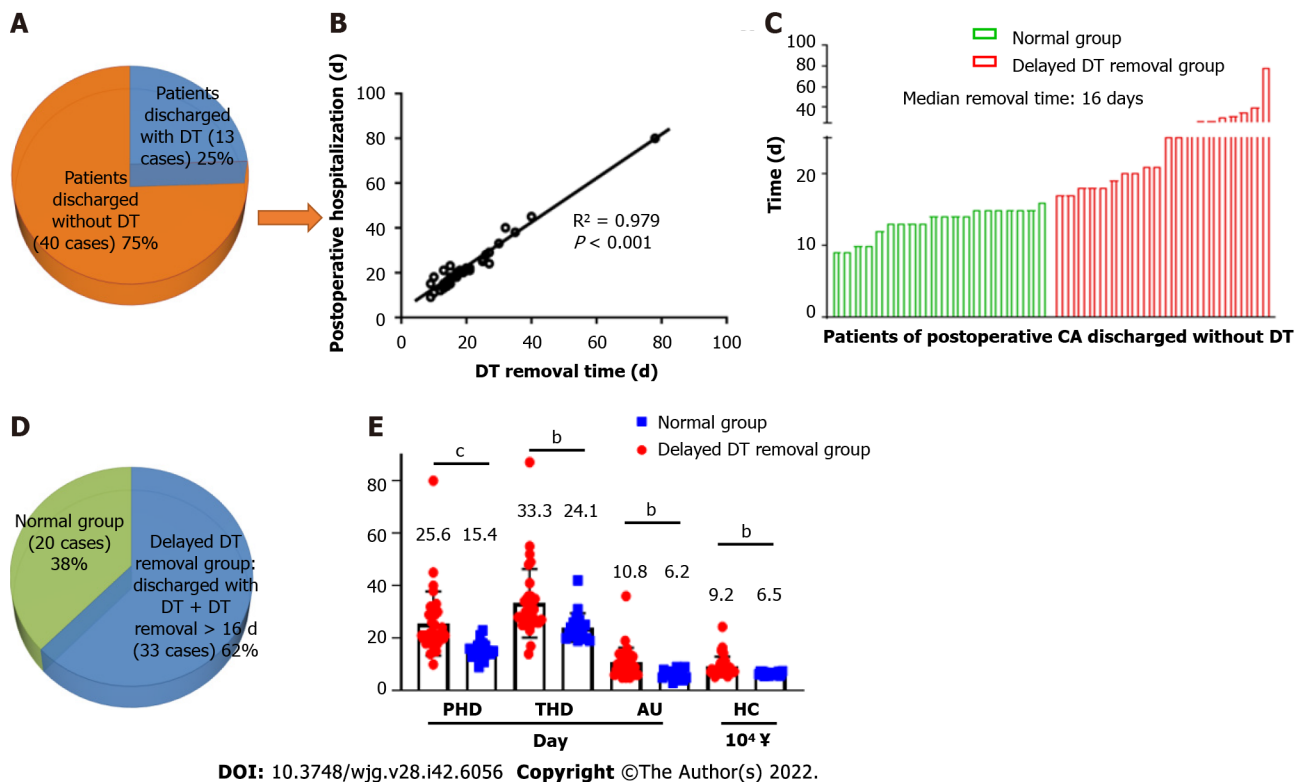 A
Patients
discharged
with DT (13
cases) 25%
Patients
discharged
without DT
(40 cases) 75%
B
Postoperative hospitalization (d)
100
80
60
40
20
0
R² = 0.979
P < 0.001
0 20 40 60 80 100
DT removal time (d)
C
Normal group
Delayed DT removal group
Median removal time: 16 days
Time (d)
100
80
60
40
20
10
0
Patients of postoperative CA discharged without DT
D
Normal group
(20 cases)
38%
Delayed DT
removal group:
discharged with
DT + DT
removal > 16 d
(33 cases) 62%
E
Normal group
Delayed DT removal group
80
60
40
20
0
c
b
b
b
25.6 15.4
33.3 24.1
10.8 6.2
9.2 6.5
PHD THD AU HC
Day 10⁴ ¥
DOI: 10.3748/wjg.v28.i42.6056 Copyright ©The Author(s) 2022.